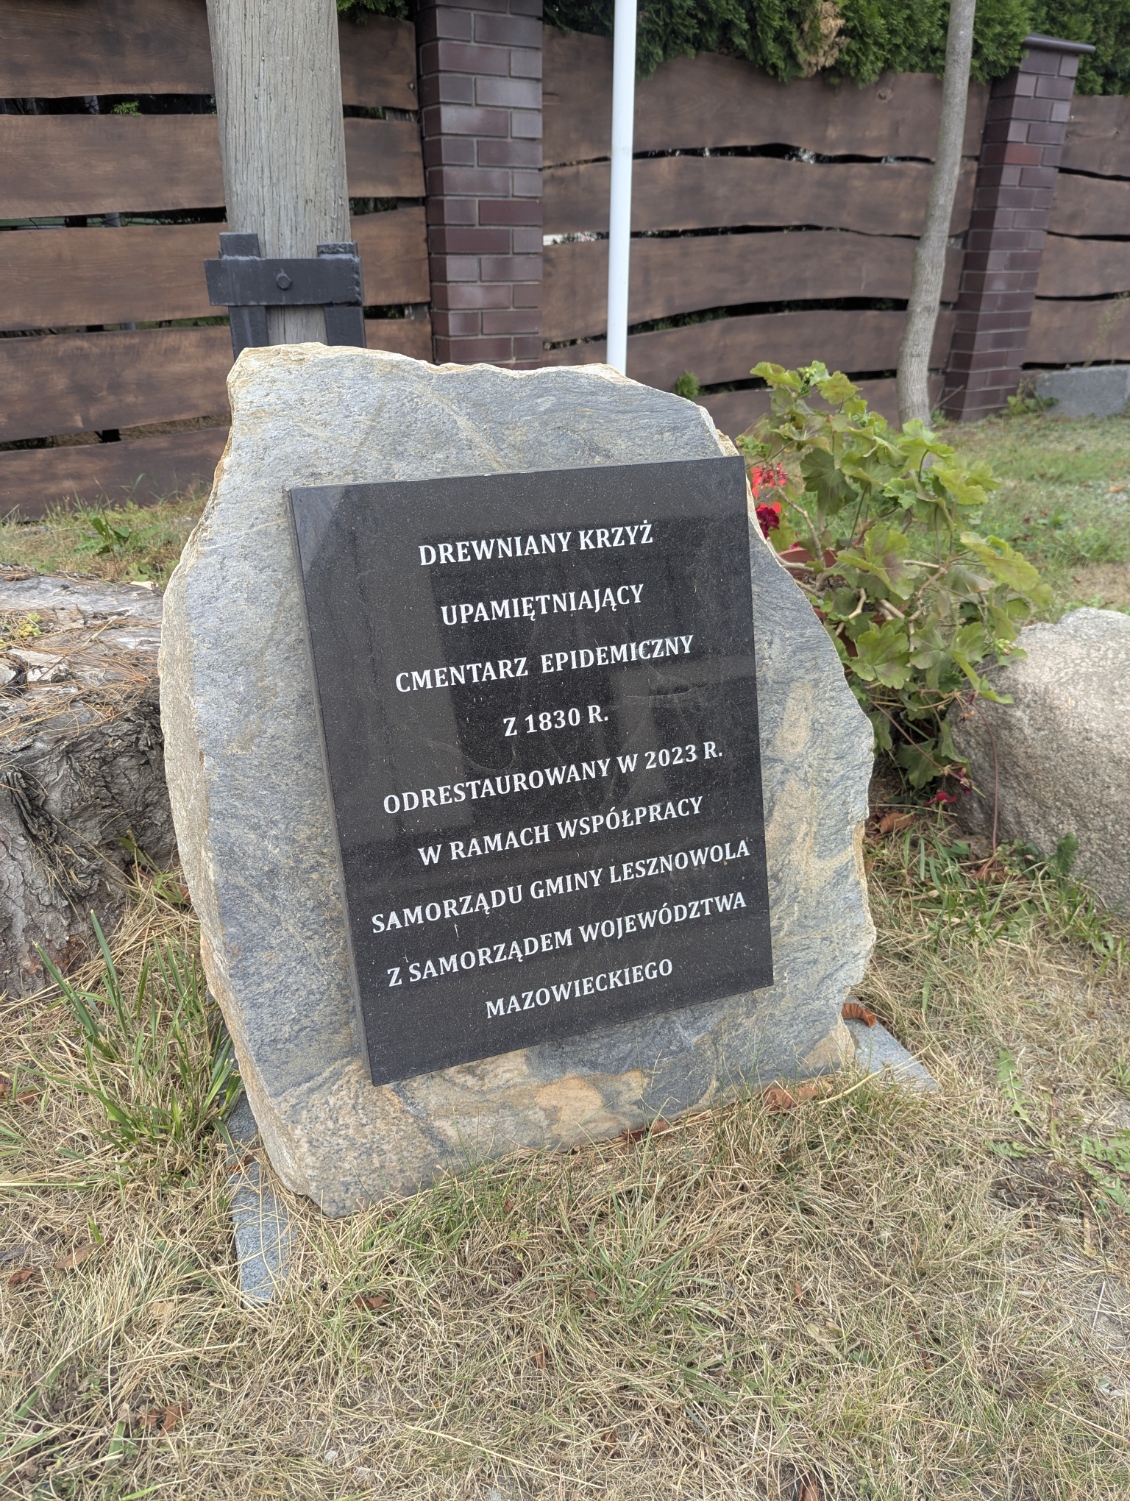 DREWNIANY KRZYŻ
UPAMIĘTNIAJĄCY
CMENTARZ EPIDEMICZNY
Z 1830 R.
ODRESTAUROWANY W 2023 R.
W RAMACH WSPÓŁPRACY
SAMORZĄDU GMINY LESZNOWOLA
Z SAMORZĄDEM WOJEWÓDZTWA
MAZOWIECKIEGO